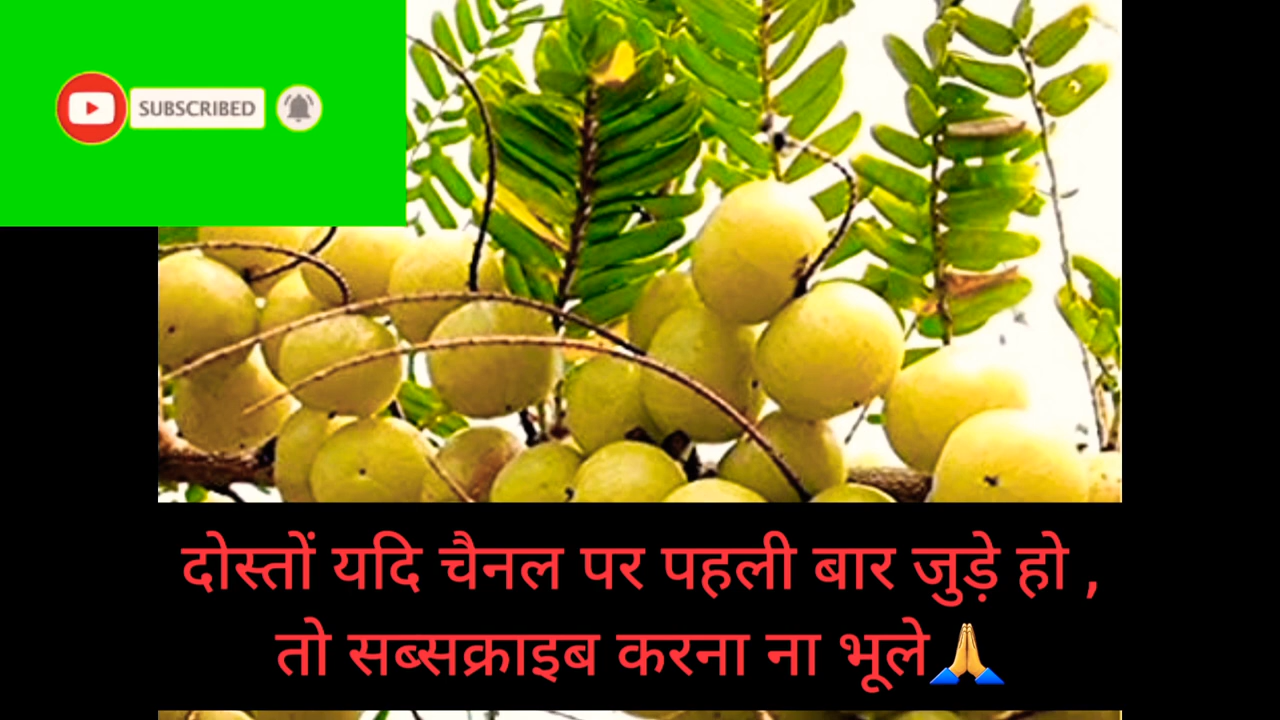 SUBSCRIBED
दोस्तों यदि चैनल पर पहली बार जुड़े हो ,
तो सब्सक्राइब करना ना भूले🙏